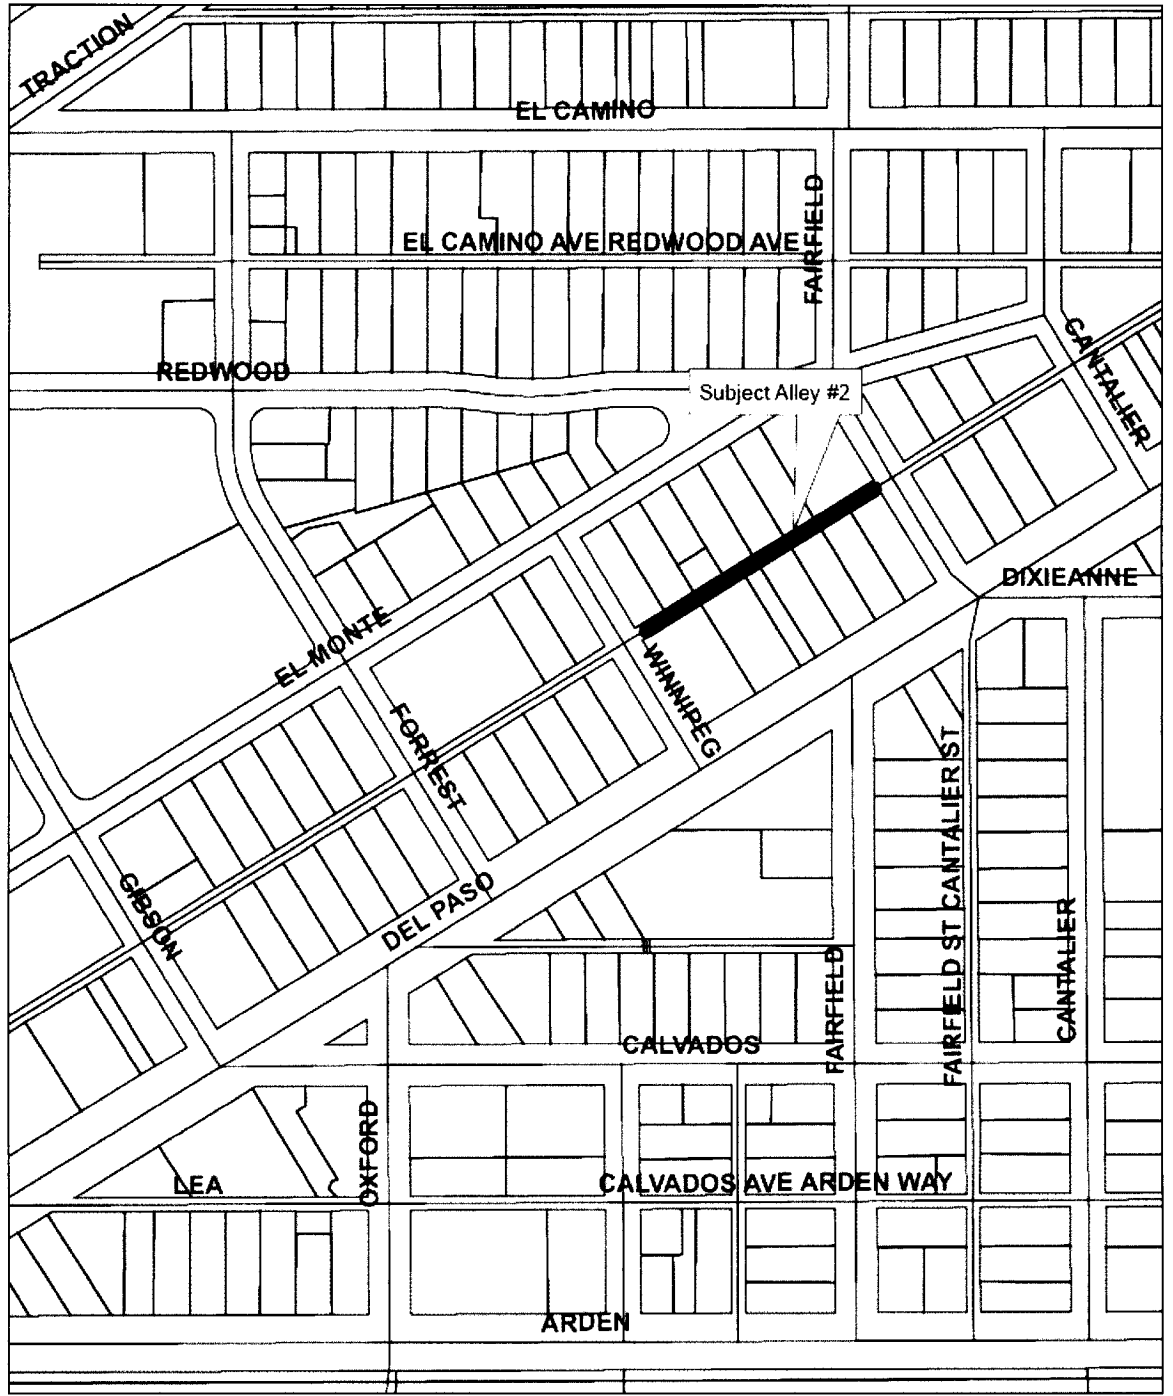 TRACTION
EL CAMINO
FAIRFIELD
EL CAMINO AVE REDWOOD AVE
CANTALIER
REDWOOD
Subject Alley #2
DIXIEANNE
EL MONTE
WINNIPEG
FORREST
FAIRFIELD ST CANTALIER ST
GIBSON
DEL PASO
CANTALIER
FAIRFIELD
CALVADOS
OXFORD
LEA
CALVADOS AVE ARDEN WAY
ARDEN